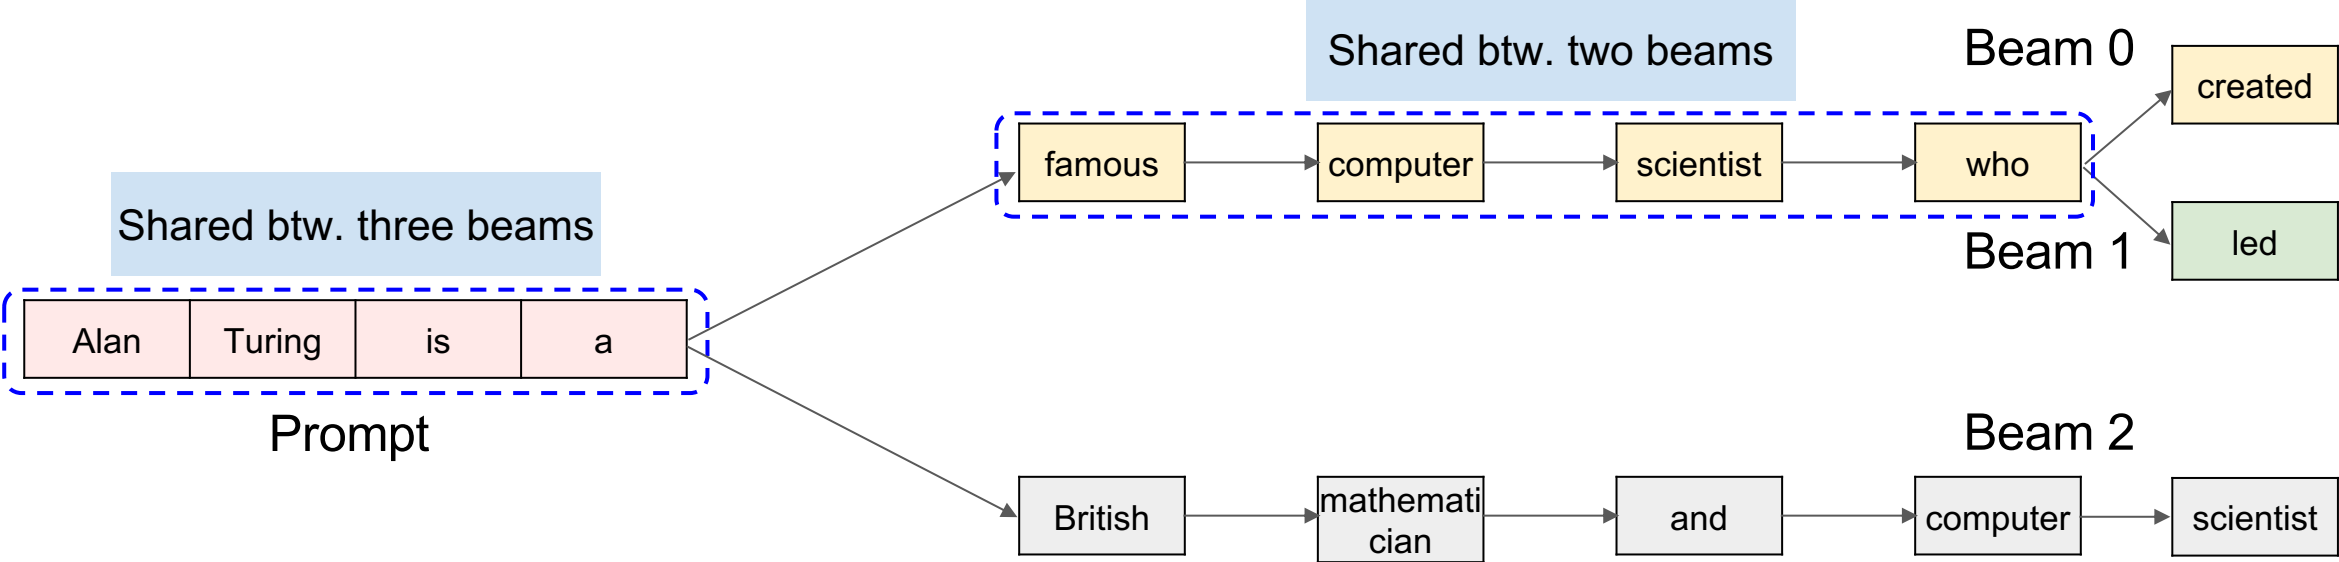 Shared btw. two beams
Beam 0
created
famous
computer
scientist
who
Shared btw. three beams
Beam 1
led
Alan
Turing
is
a
Prompt
Beam 2
British
mathemati
cian
and
computer
scientist